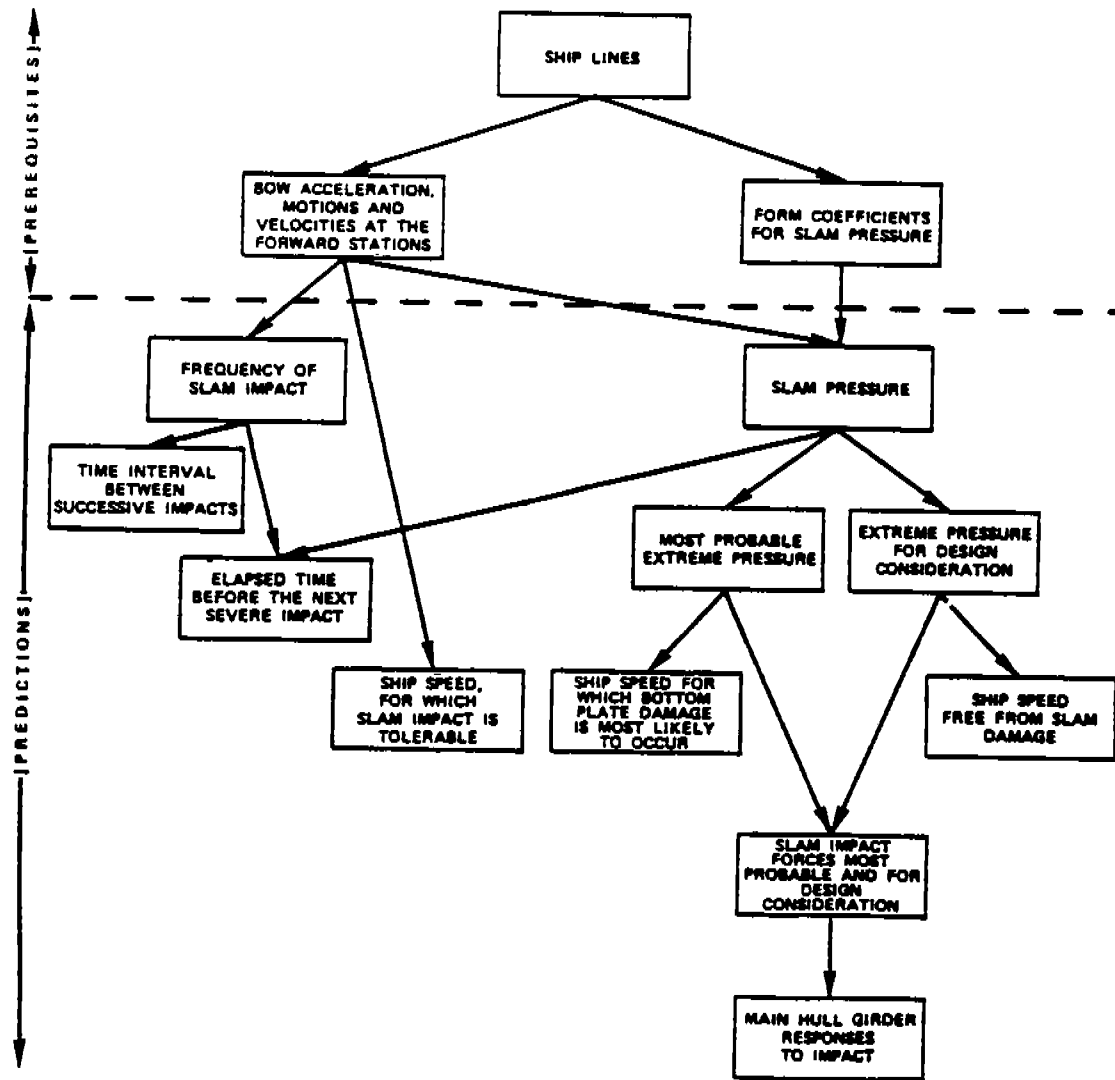 [PREREQUISITES]
SHIP LINES
BOW ACCELERATION,
MOTIONS AND
VELOCITIES AT THE
FORWARD STATIONS
FORM COEFFICIENTS
FOR SLAM PRESSURE
[PREDICTIONS]
FREQUENCY OF
SLAM IMPACT
SLAM PRESSURE
TIME INTERVAL
BETWEEN
SUCCESSIVE IMPACTS
MOST PROBABLE
EXTREME PRESSURE
EXTREME PRESSURE
FOR DESIGN
CONSIDERATION
ELAPSED TIME
BEFORE THE NEXT
SEVERE IMPACT
SHIP SPEED,
FOR WHICH
SLAM IMPACT IS
TOLERABLE
SHIP SPEED FOR
WHICH BOTTOM
PLATE DAMAGE
IS MOST LIKELY
TO OCCUR
SHIP SPEED
FREE FROM SLAM
DAMAGE
SLAM IMPACT
FORCES MOST
PROBABLE AND FOR
DESIGN
CONSIDERATION
MAIN HULL GIRDER
RESPONSES
TO IMPACT